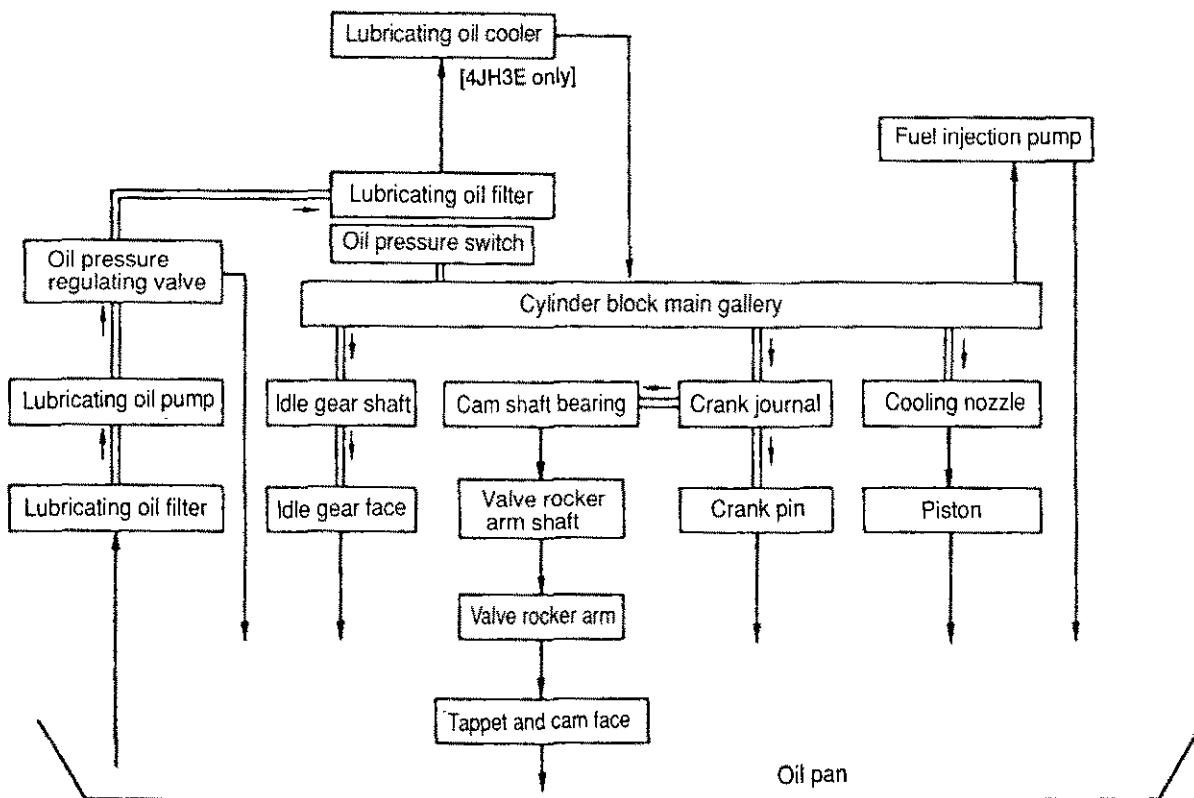 Lubricating oil cooler
[4JH3E only]
Fuel injection pump
Lubricating oil filter
Oil pressure switch
Oil pressure
regulating valve
Cylinder block main gallery
Lubricating oil pump
Idle gear shaft
Cam shaft bearing
Crank journal
Cooling nozzle
Lubricating oil filter
Idle gear face
Valve rocker
arm shaft
Crank pin
Piston
Valve rocker arm
Tappet and cam face
Oil pan